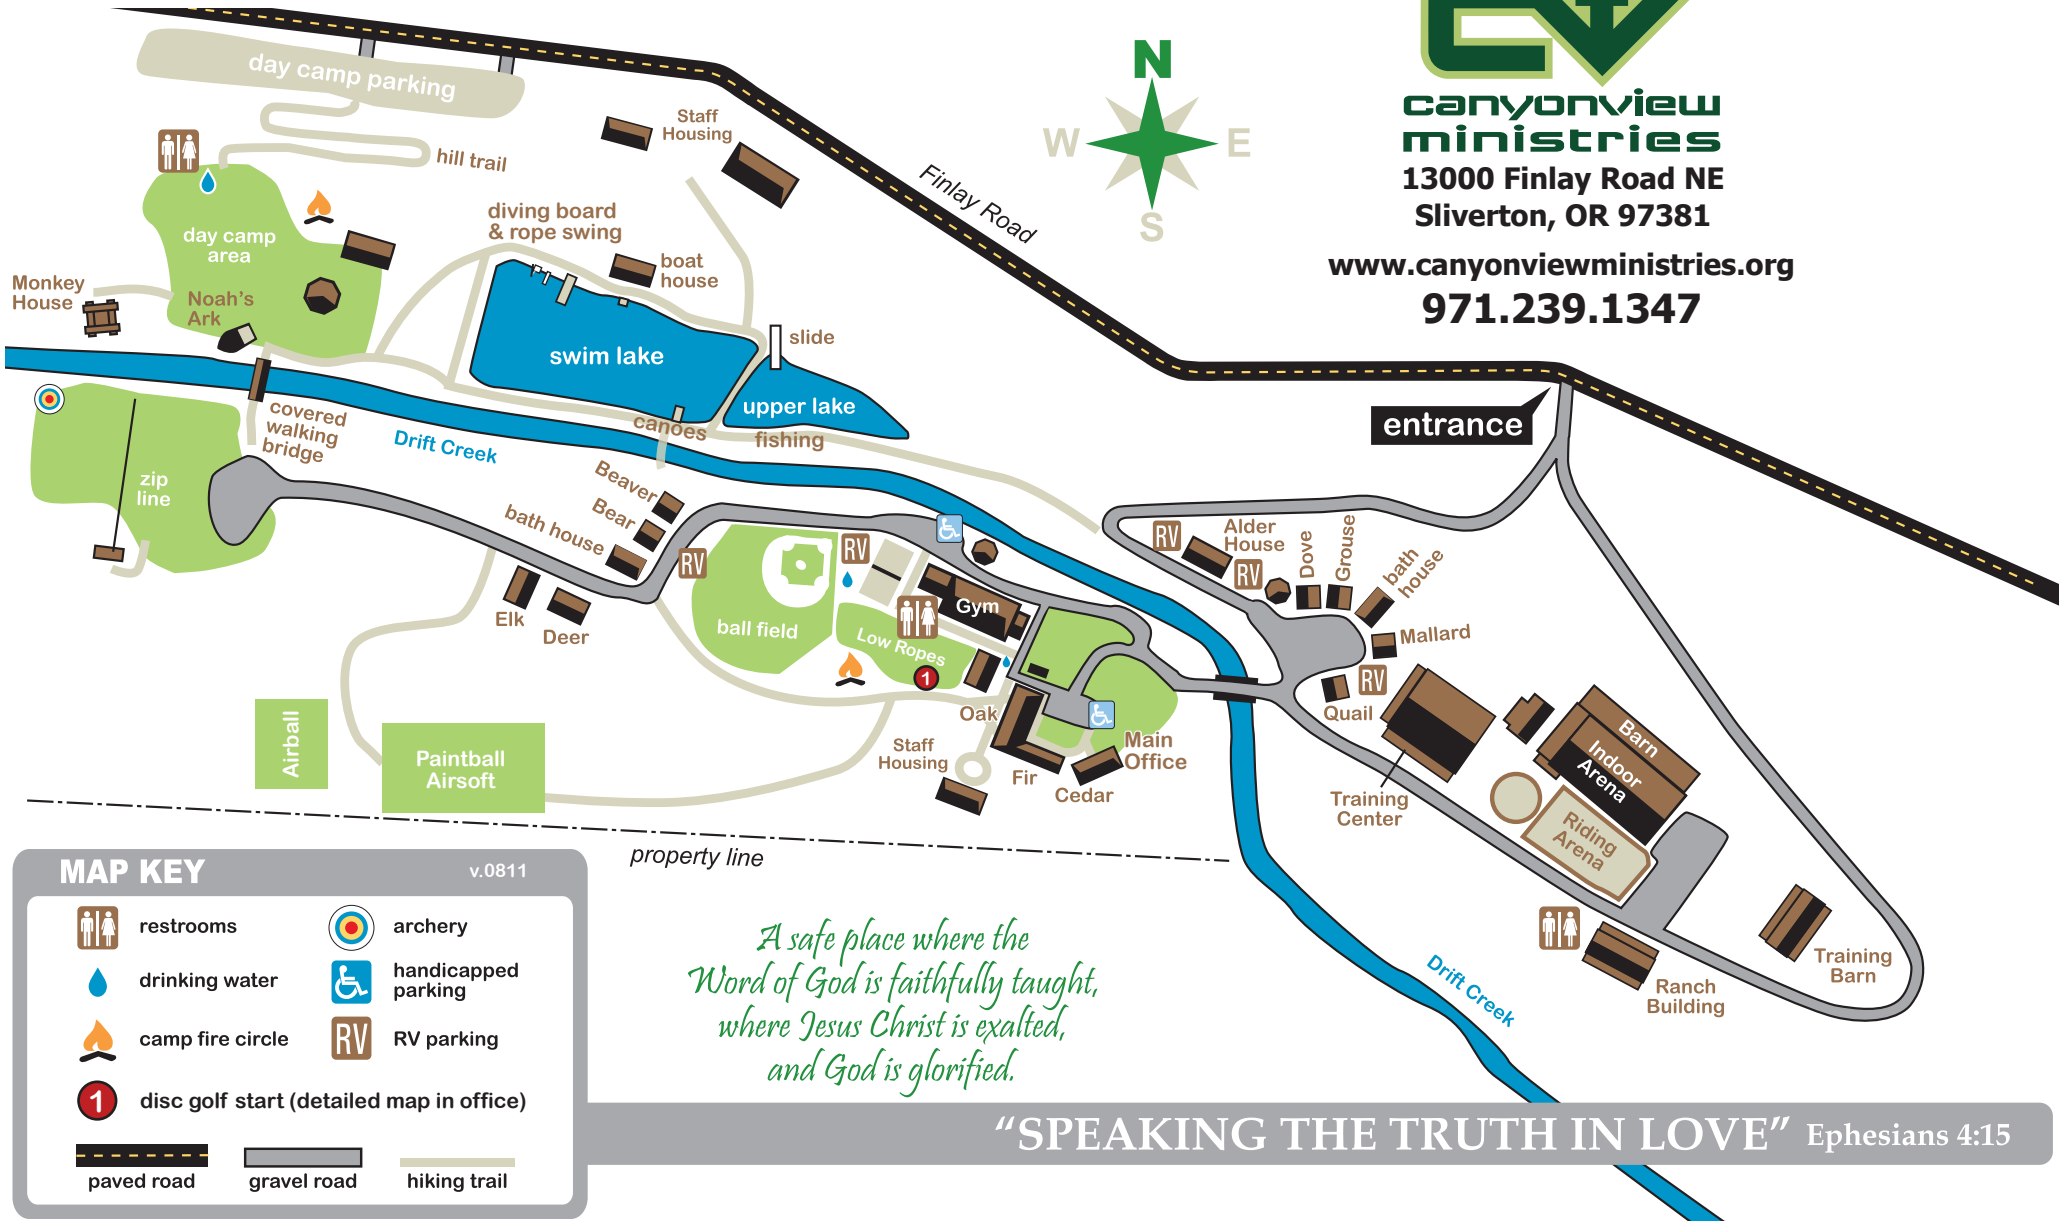 canyonview
ministries
13000 Finlay Road NE
Sliverton, OR 97381
www.canyonviewministries.org
971.239.1347
N
W
E
S
day camp parking
hill trail
Staff
Housing
Finlay Road
day camp
area
diving board
& rope swing
boat
house
Monkey
House
Noah's
Ark
slide
swim lake
upper lake
canoes
fishing
entrance
covered
walking
bridge
Drift Creek
zip
line
Beaver
Bear
bath house
Elk
Deer
RV
RV
ball field
Low Ropes
1
Gym
RV
Alder
House
RV
Dove
Grouse
bath
house
Mallard
RV
Quail
Oak
Staff
Housing
Fir
Cedar
Main
Office
Training
Center
Barn
Indoor
Arena
Riding
Arena
Training
Barn
Ranch
Building
Drift Creek
Airball
Paintball
Airsoft
property line
MAP KEY
v.0811
restrooms
archery
drinking water
handicapped
parking
camp fire circle
RV
RV parking
1
disc golf start (detailed map in office)
paved road
gravel road
hiking trail
A safe place where the
Word of God is faithfully taught,
where Jesus Christ is exalted,
and God is glorified.
“SPEAKING THE TRUTH IN LOVE” Ephesians 4:15